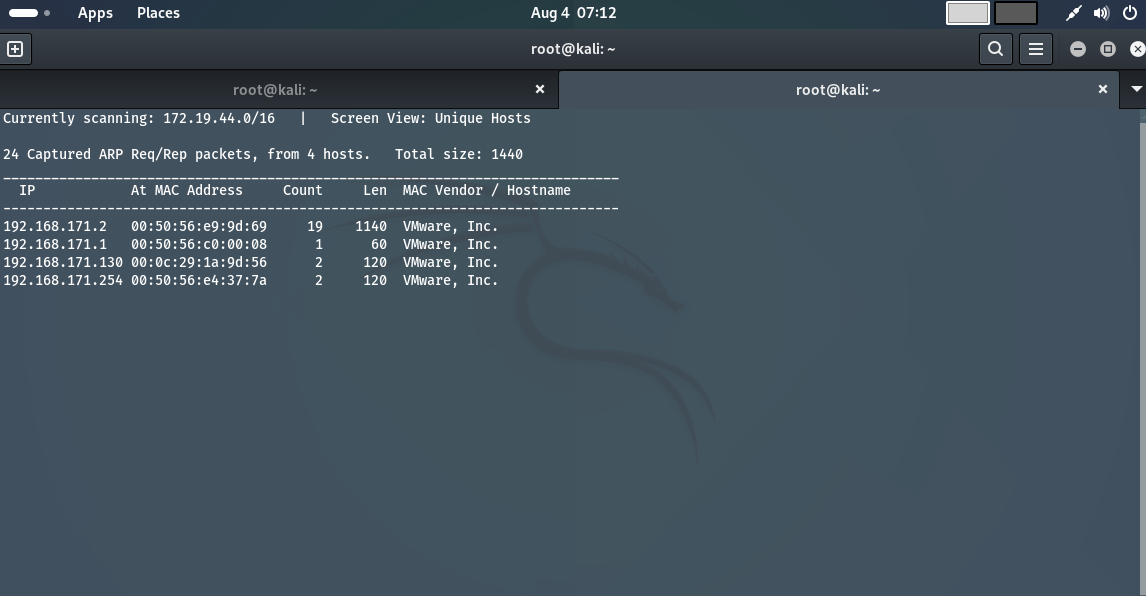 Apps Places Aug 4 07:12
root@kali: ~
root@kali: ~ × root@kali: ~ ×
Currently scanning: 172.19.44.0/16 | Screen View: Unique Hosts
24 Captured ARP Req/Rep packets, from 4 hosts. Total size: 1440
_____________________________________________________________________________
IP At MAC Address Count Len MAC Vendor / Hostname
-----------------------------------------------------------------------------
192.168.171.2 00:50:56:e9:9d:69 19 1140 VMware, Inc.
192.168.171.1 00:50:56:c0:00:08 1 60 VMware, Inc.
192.168.171.130 00:0c:29:1a:9d:56 2 120 VMware, Inc.
192.168.171.254 00:50:56:e4:37:7a 2 120 VMware, Inc.